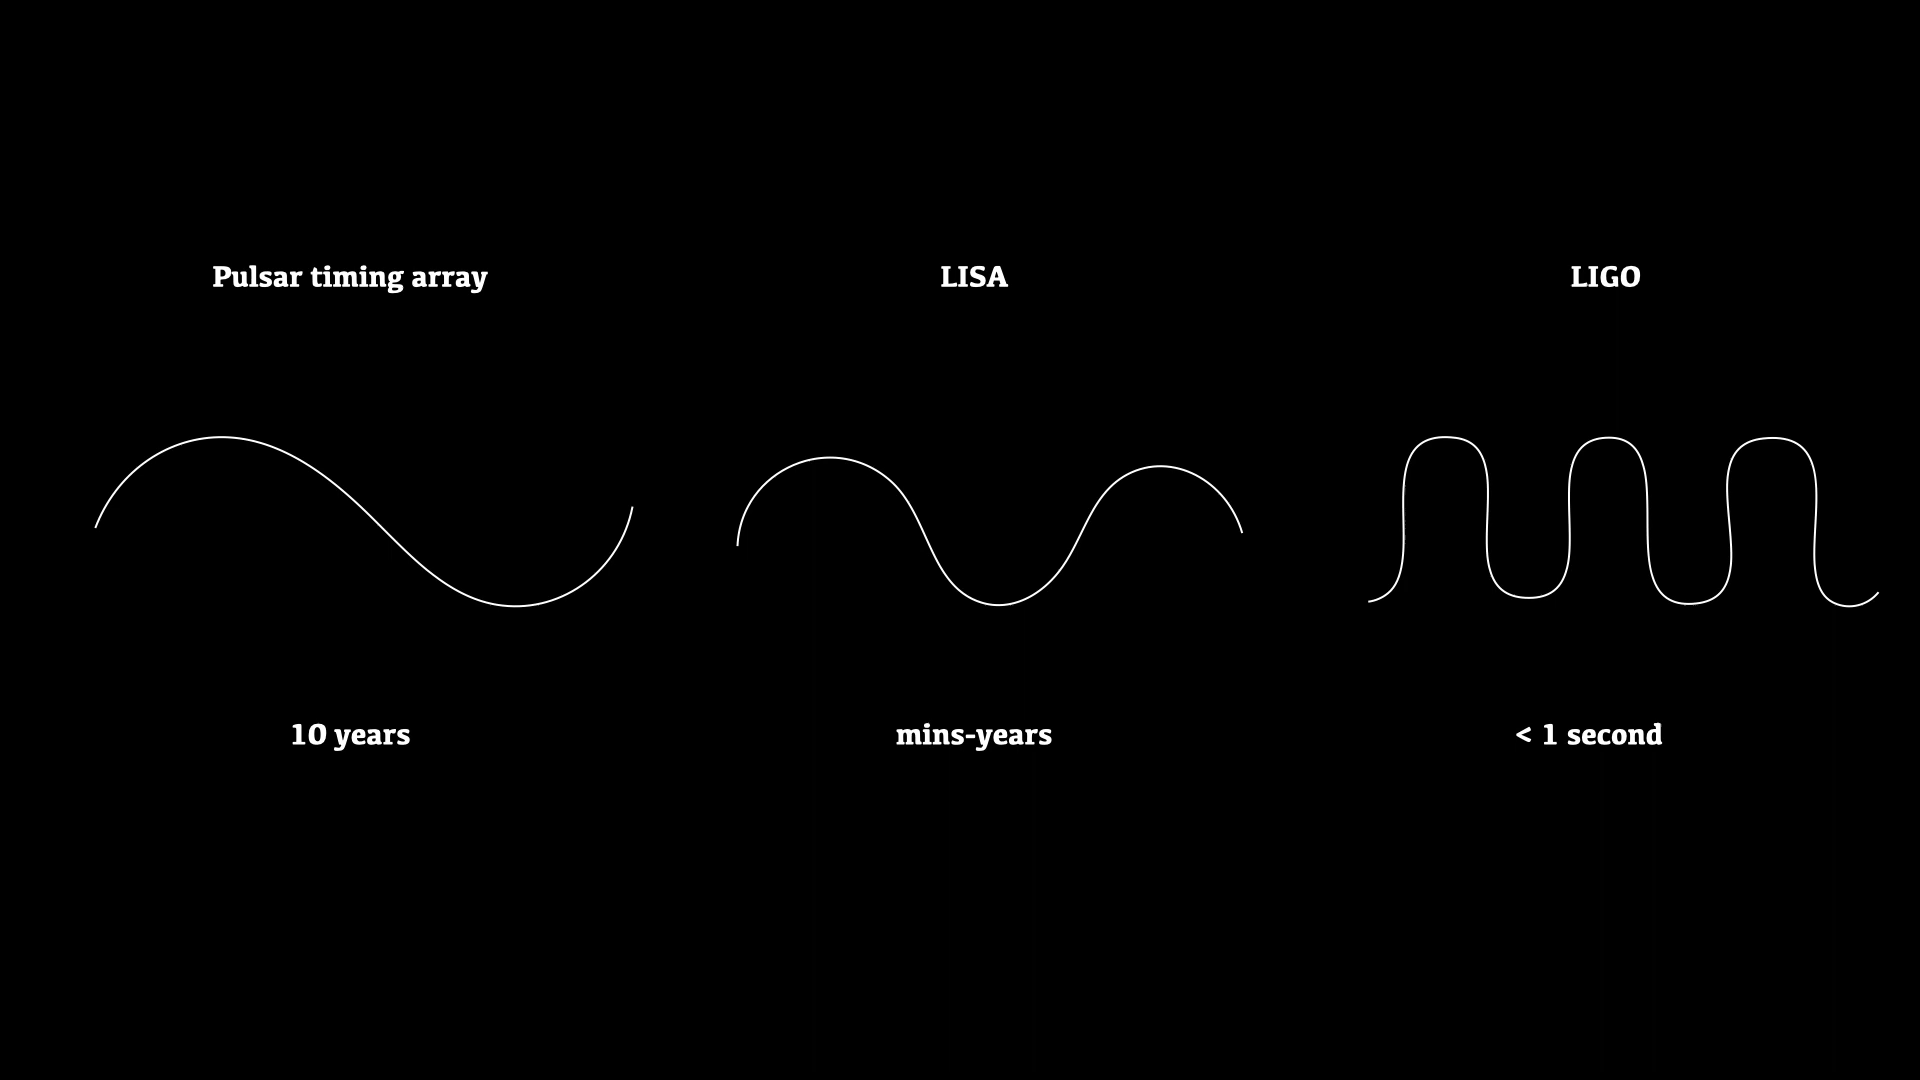 Pulsar timing array
LISA
LIGO
10 years
mins-years
< 1 second